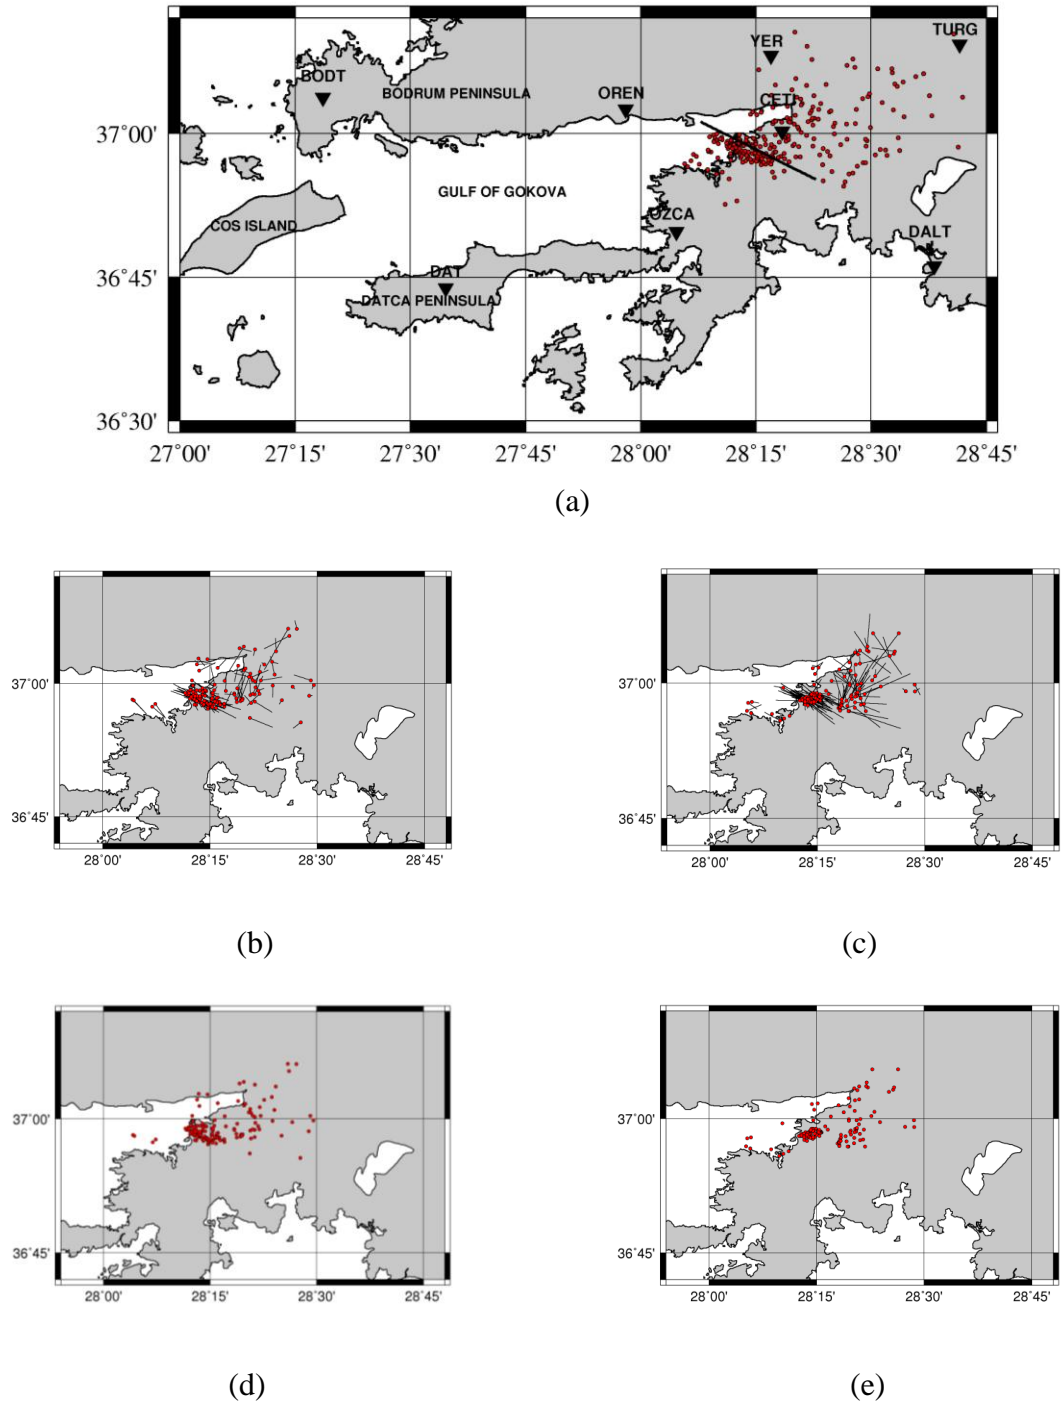 TURG
YER
BODT
BODRUM PENINSULA
OREN
CETI
37°00'
GULF OF GOKOVA
OZCA
COS ISLAND
DALT
36°45'
DAT
DATCA PENINSULA
36°30'
27°00' 27°15' 27°30' 27°45' 28°00' 28°15' 28°30' 28°45'
(a)
37°00'
36°45'
28°00' 28°15' 28°30' 28°45'
37°00'
36°45'
28°00' 28°15' 28°30' 28°45'
(b) (c)
37°00'
36°45'
28°00' 28°15' 28°30' 28°45'
37°00'
36°45'
28°00' 28°15' 28°30' 28°45'
(d) (e)